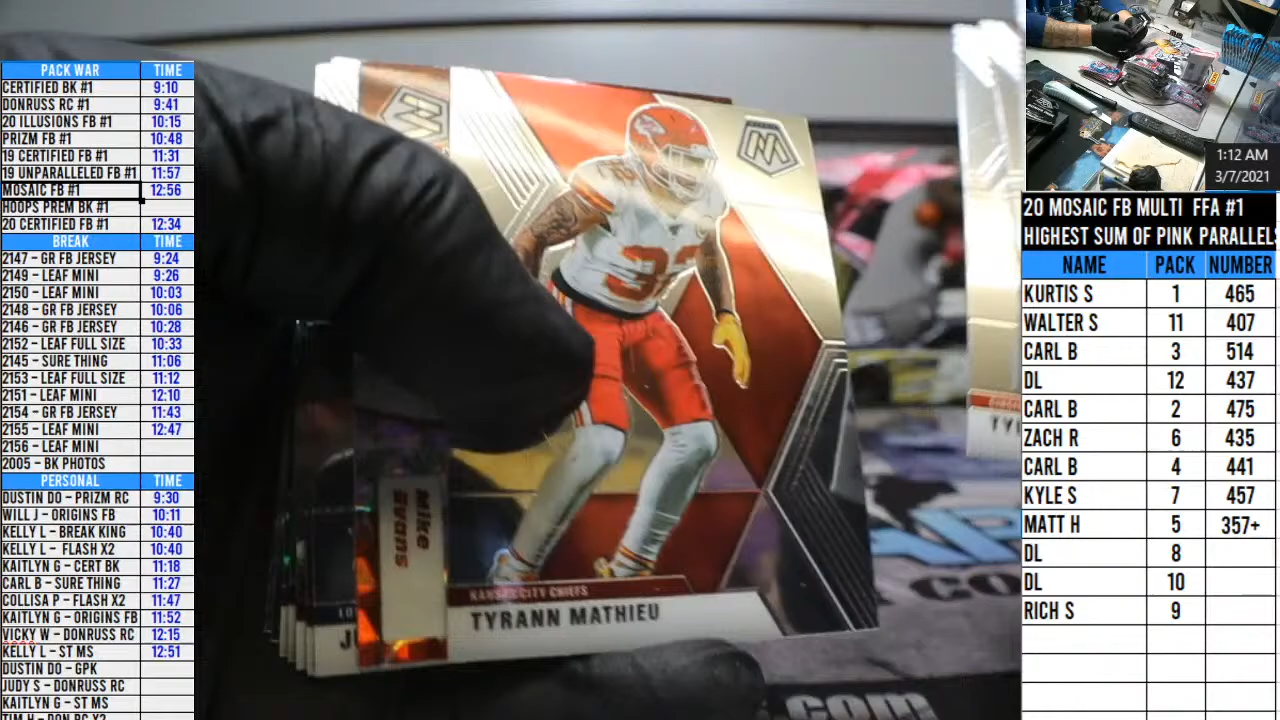 PACK WAR TIME
CERTIFIED BK #1 9:10
DONRUSS RC #1 9:41
20 ILLUSIONS FB #1 10:15
PRIZM FB #1 10:48
19 CERTIFIED FB #1 11:31
19 UNPARALLELED FB #1 11:57
MOSAIC FB #1 12:56
HOOPS PREM BK #1
20 CERTIFIED FB #1 12:34
BREAK TIME
2147 - GR FB JERSEY 9:24
2149 - LEAF MINI 9:26
2150 - LEAF MINI 10:03
2148 - GR FB JERSEY 10:06
2146 - GR FB JERSEY 10:28
2152 - LEAF FULL SIZE 10:33
2145 - SURE THING 11:06
2153 - LEAF FULL SIZE 11:12
2151 - LEAF MINI 12:10
2154 - GR FB JERSEY 11:43
2155 - LEAF MINI 12:47
2156 - LEAF MINI
2005 - BK PHOTOS
PERSONAL TIME
DUSTIN DO - PRIZM RC 9:30
WILL J - ORIGINS FB 10:11
KELLY L - BREAK KING 10:40
KELLY L - FLASH X2 10:40
KAITLYN G - CERT BK 11:18
CARL B - SURE THING 11:27
COLLISA P - FLASH X2 11:47
KAITLYN G - ORIGINS FB 11:52
VICKY W - DONRUSS RC 12:15
KELLY L - ST MS 12:51
DUSTIN DO - GPK
JUDY S - DONRUSS RC
KAITLYN G - ST MS
TIM H - DON RC X2
M
M
32
Mike
Evans
KANSAS CITY CHIEFS
TYRANN MATHIEU
TY
COM
1:12 AM
3/7/2021
20 MOSAIC FB MULTI FFA #1
HIGHEST SUM OF PINK PARALLELS
NAME PACK NUMBER
KURTIS S 1 465
WALTER S 11 407
CARL B 3 514
DL 12 437
CARL B 2 475
ZACH R 6 435
CARL B 4 441
KYLE S 7 457
MATT H 5 357+
DL 8
DL 10
RICH S 9